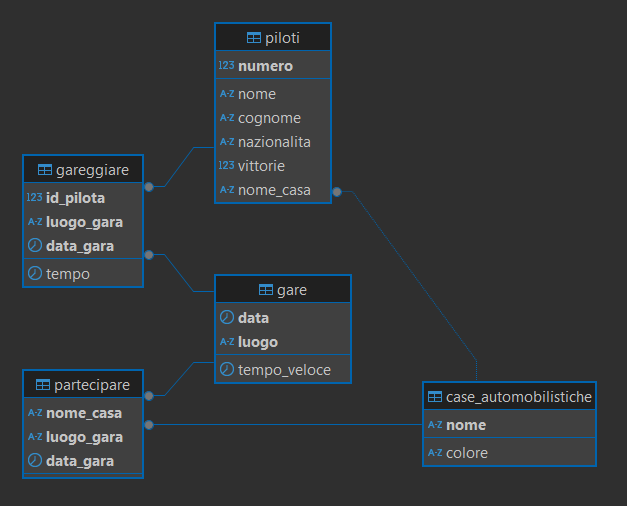 piloti
123 numero
A-Z nome
A-Z cognome
A-Z nazionalita
123 vittorie
A-Z nome_casa
gareggiare
123 id_pilota
A-Z luogo_gara
data_gara
tempo
gare
data
A-Z luogo
tempo_veloce
partecipare
A-Z nome_casa
A-Z luogo_gara
data_gara
case_automobilistiche
A-Z nome
A-Z colore